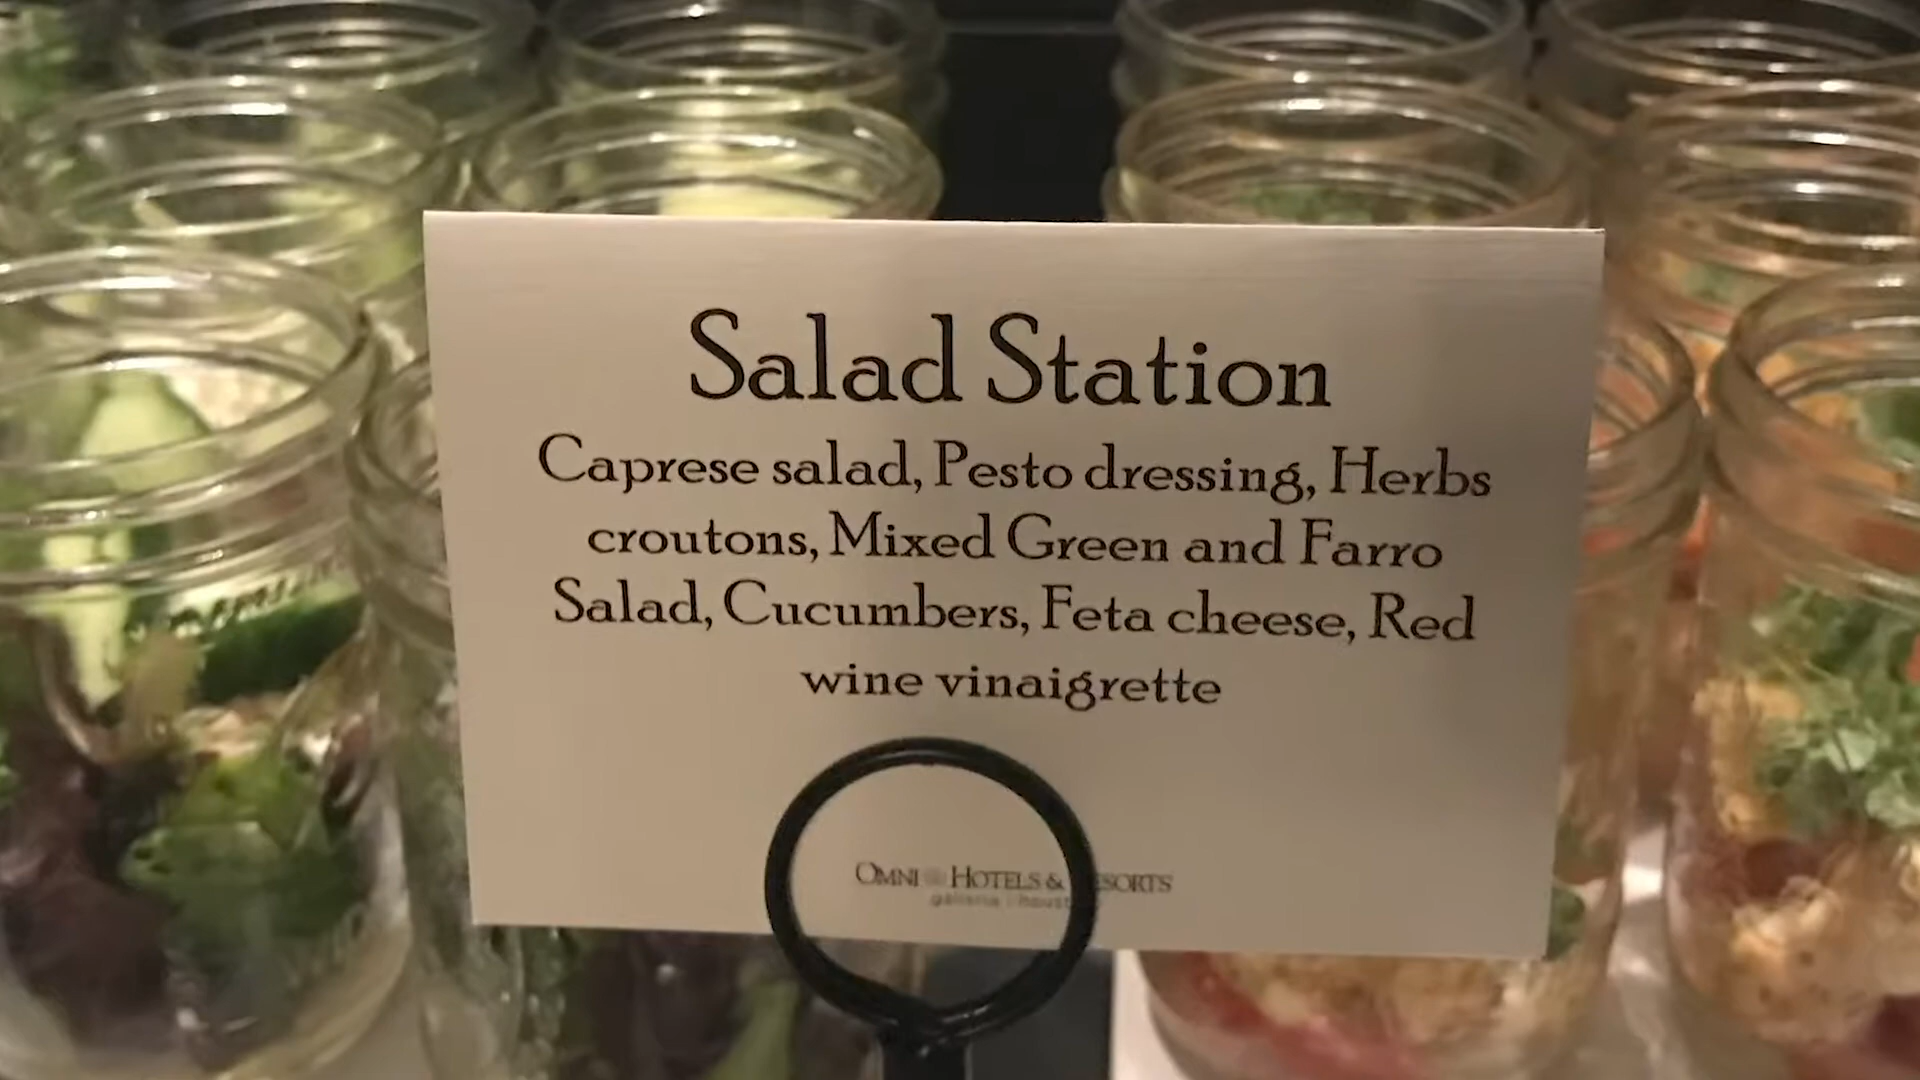 Salad Station
Caprese salad, Pesto dressing, Herbs
croutons, Mixed Green and Farro
Salad, Cucumbers, Feta cheese, Red
wine vinaigrette
OMNI HOTELS &